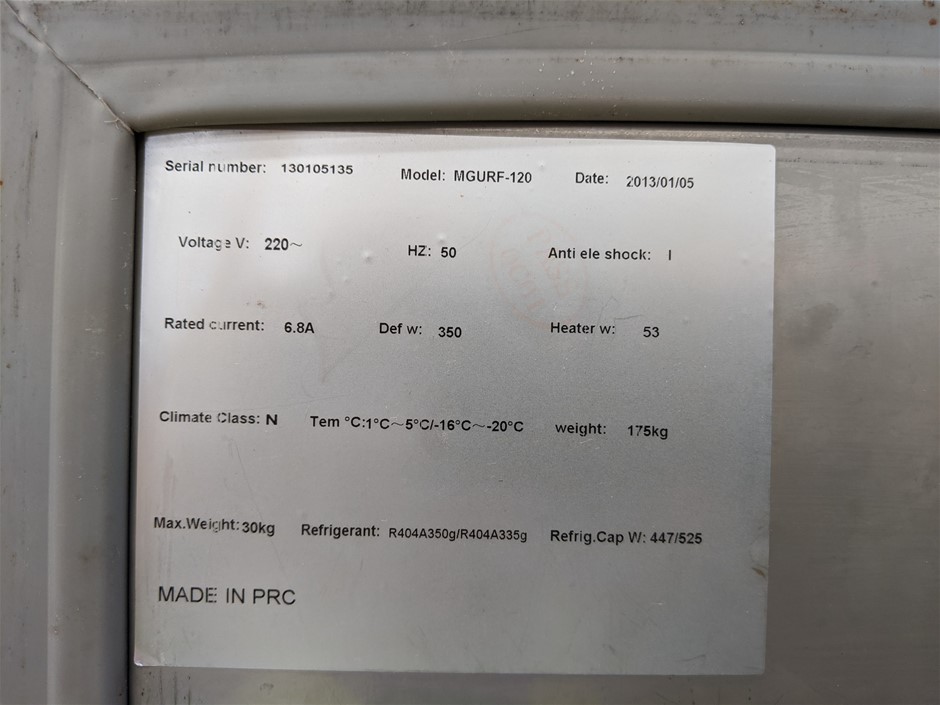 Serial number: 130105135 Model: MGURF-120 Date: 2013/01/05
Voltage V: 220~ HZ: 50 Anti ele shock: I
Rated current: 6.8A Def w: 350 Heater w: 53
Climate Class: N Tem °C:1°C~5°C/-16°C~-20°C weight: 175kg
Max.Weight: 30kg Refrigerant: R404A350g/R404A335g Refrig.Cap W: 447/525
MADE IN PRC